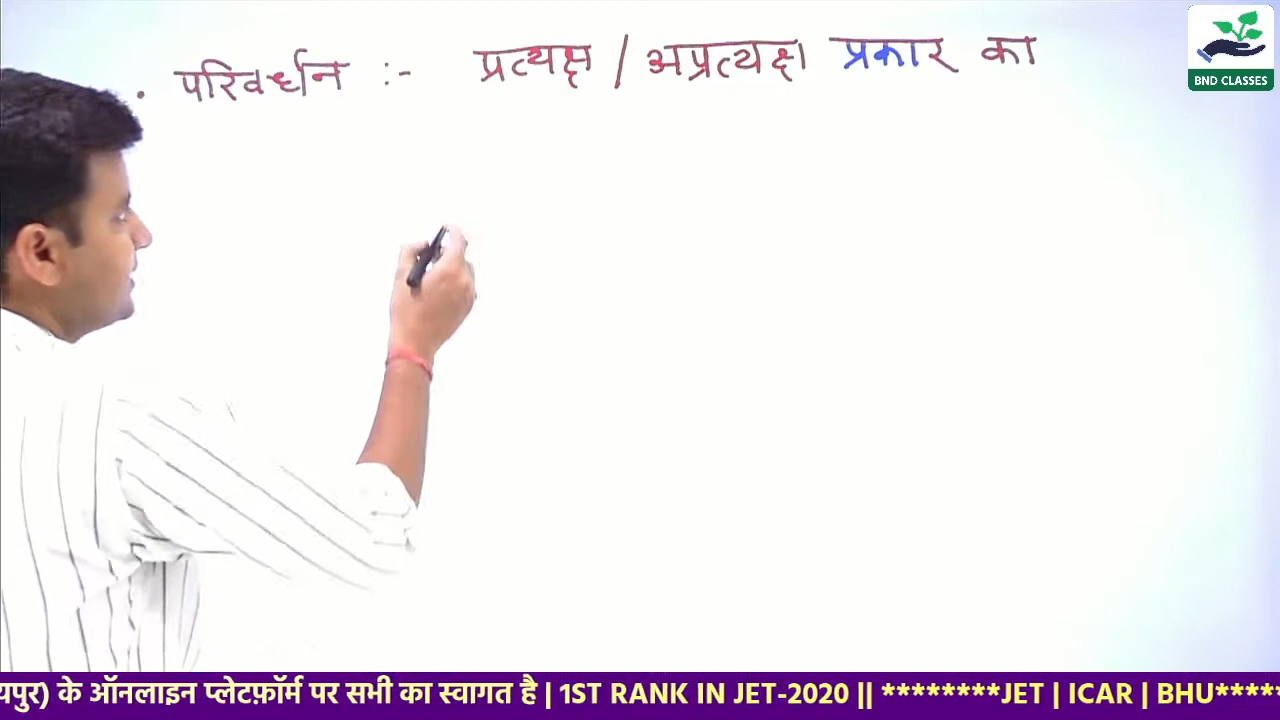 • परिवर्धन :- प्रत्यक्ष / अप्रत्यक्ष प्रकार का
BND CLASSES
यपुर) के ऑनलाइन प्लेटफ़ॉर्म पर सभी का स्वागत है | 1ST RANK IN JET-2020 || ********JET | ICAR | BHU*****